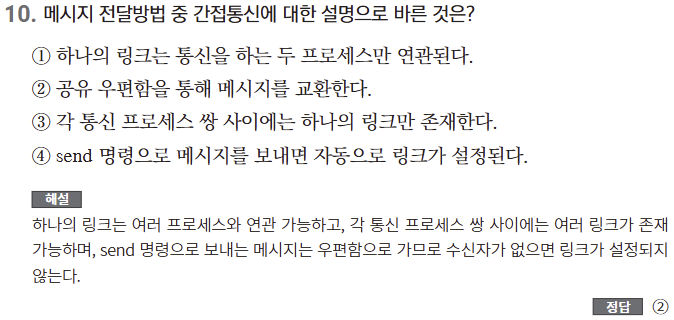 10. 메시지 전달방법 중 간접통신에 대한 설명으로 바른 것은?
① 하나의 링크는 통신을 하는 두 프로세스만 연관된다.
② 공유 우편함을 통해 메시지를 교환한다.
③ 각 통신 프로세스 쌍 사이에는 하나의 링크만 존재한다.
④ send 명령으로 메시지를 보내면 자동으로 링크가 설정된다.
해설
하나의 링크는 여러 프로세스와 연관 가능하고, 각 통신 프로세스 쌍 사이에는 여러 링크가 존재
가능하며, send 명령으로 보내는 메시지는 우편함으로 가므로 수신자가 없으면 링크가 설정되지
않는다.
정답 ②